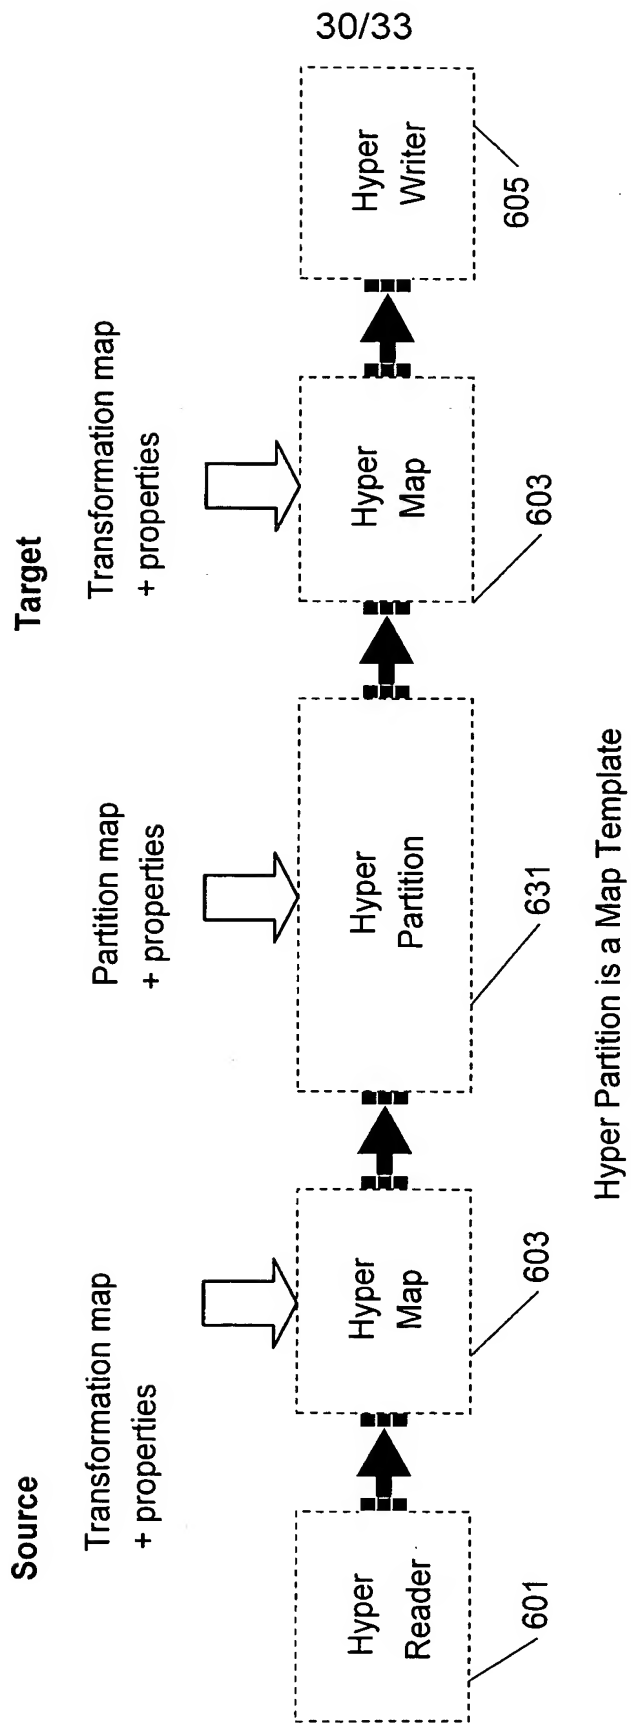 30/33
Source
Target
Transformation map
+ properties
Partition map
+ properties
Transformation map
+ properties
Hyper
Reader
Hyper
Map
Hyper
Partition
Hyper
Map
Hyper
Writer
601
603
631
603
605
Hyper Partition is a Map Template